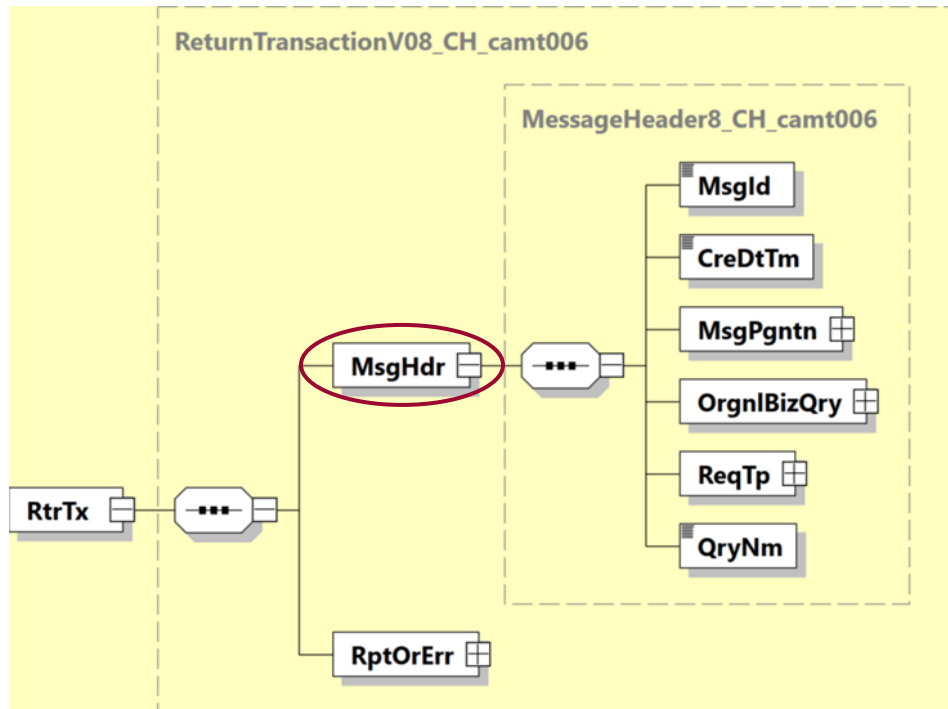 ReturnTransactionV08_CH_camt006
MessageHeader8_CH_camt006
MsgId
CreDtTm
MsgPgntn
MsgHdr
OrgnlBizQry
ReqTp
RtrTx
QryNm
RptOrErr